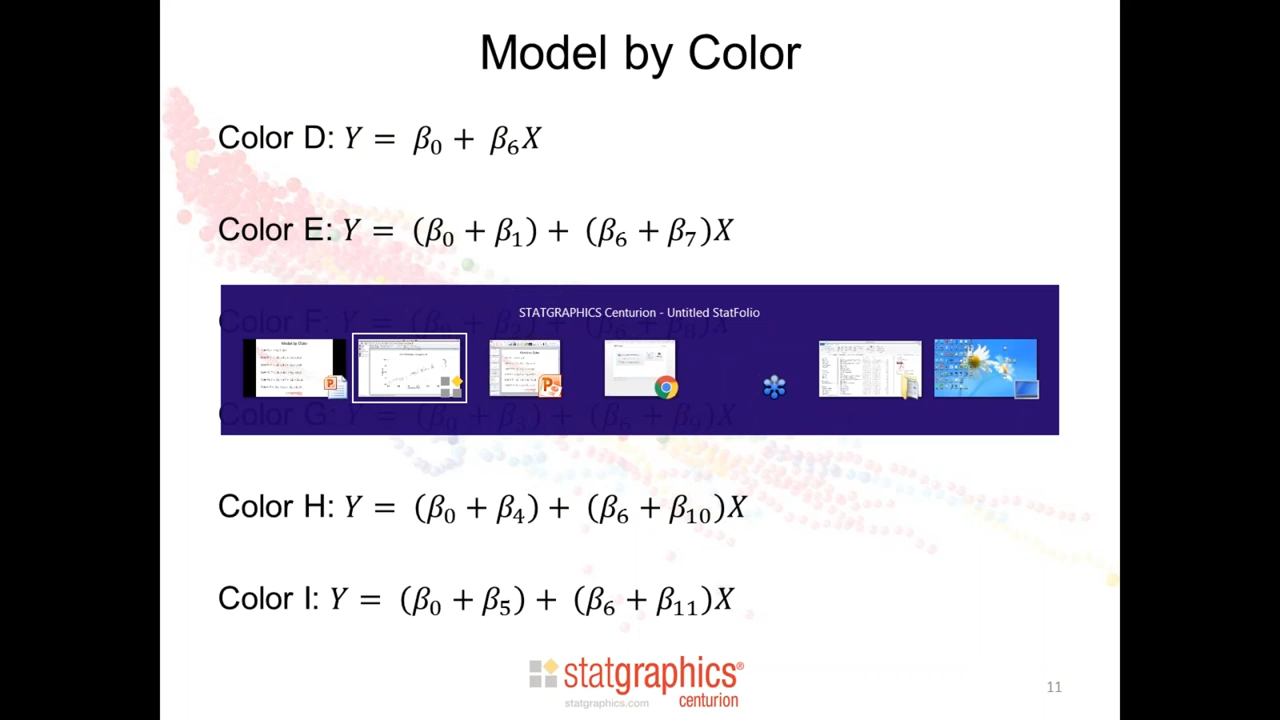 Model by Color
Color D: Y = β₀ + β₆X
Color E: Y = (β₀ + β₁) + (β₆ + β₇)X
STATGRAPHICS Centurion - Untitled StatFolio
Color F: Y = (β₀ + β₂) + (β₆ + β₈)X
Color G: Y = (β₀ + β₃) + (β₆ + β₉)X
Color H: Y = (β₀ + β₄) + (β₆ + β₁₀)X
Color I: Y = (β₀ + β₅) + (β₆ + β₁₁)X
statgraphics®
centurion
statgraphics.com
11